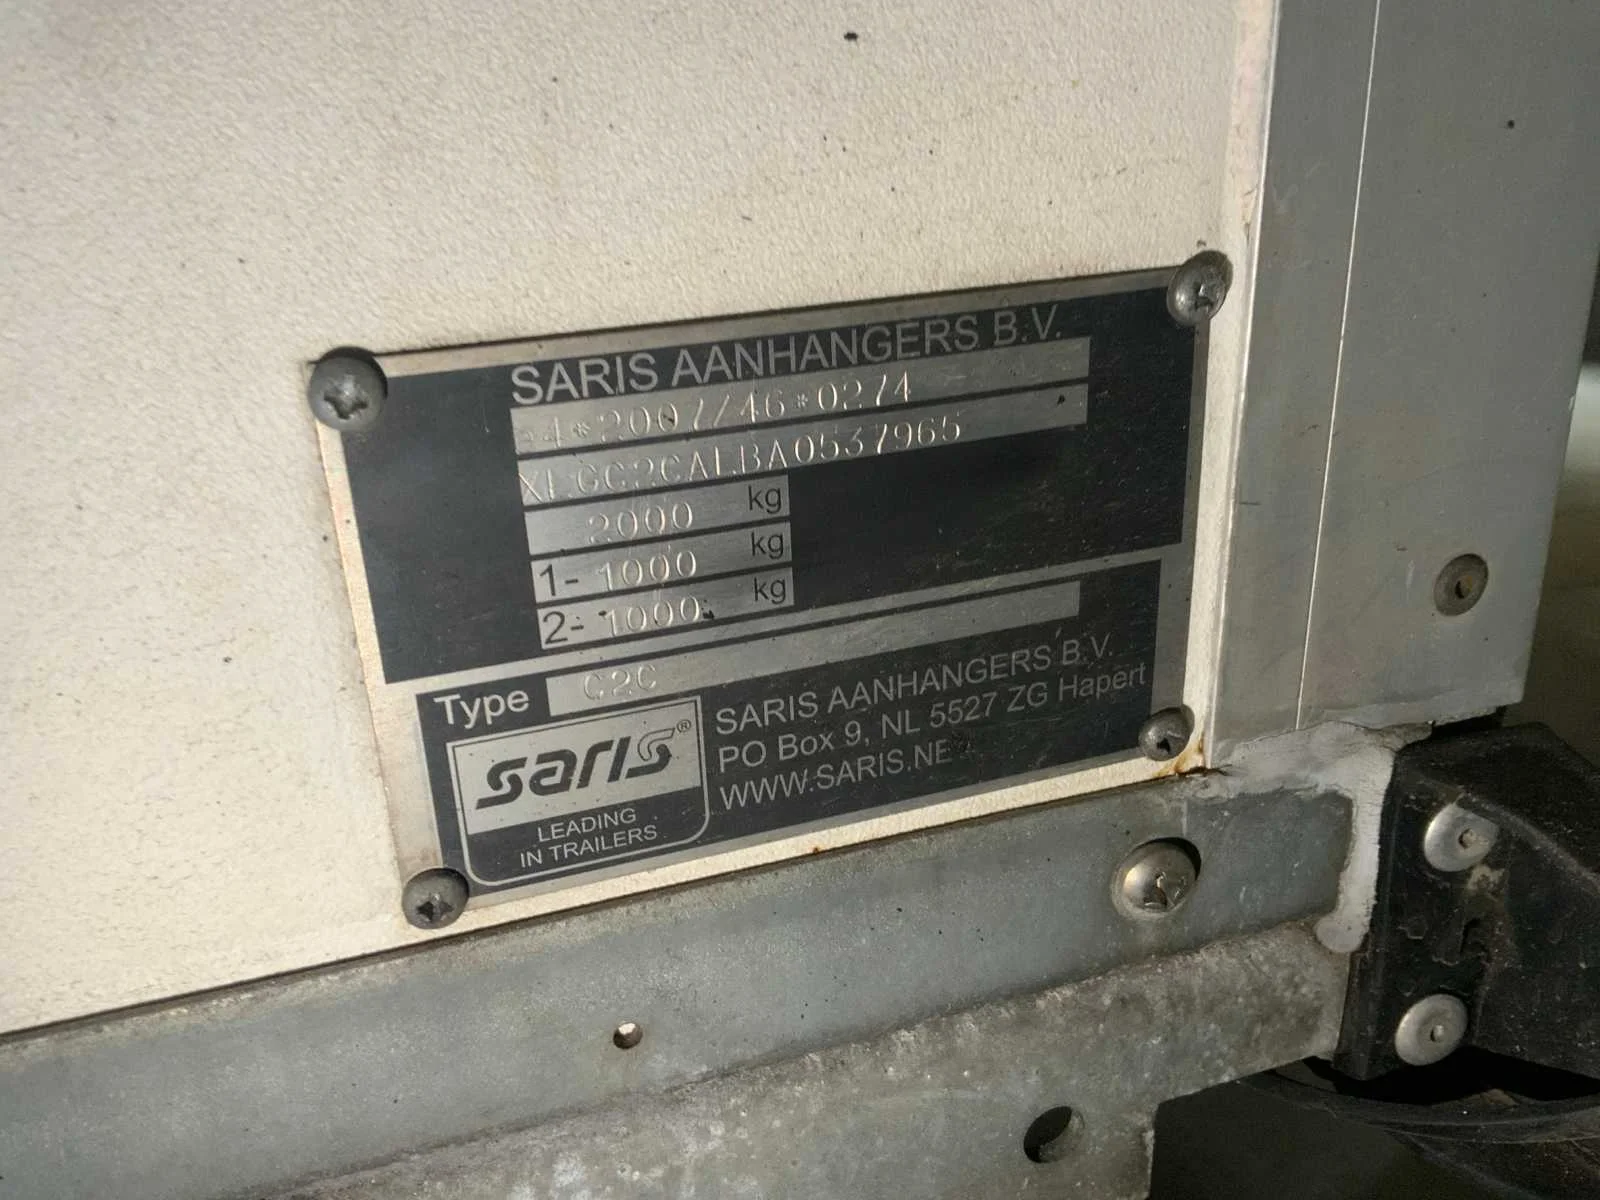 SARIS AANHANGERS B.V.
e4*2007/46*0274
XLGC2CALBA0537965
2000 kg
1- 1000 kg
2- 1000 kg
Type C2C
saris®
LEADING
IN TRAILERS
SARIS AANHANGERS B.V.
PO Box 9, NL 5527 ZG Hapert
WWW.SARIS.NET